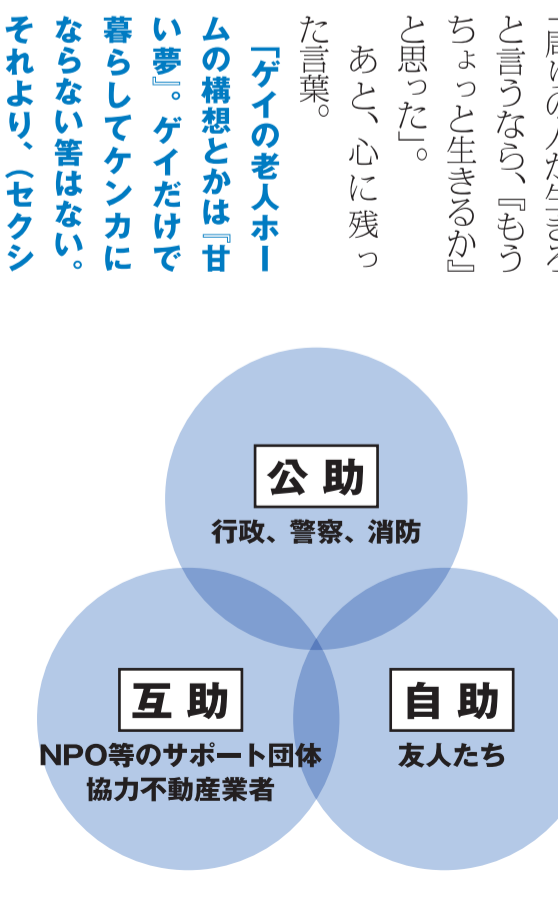 と言うなら、『もう
ちょっと生きるか』
と思った」。
あと、心に残っ
た言葉。
「ゲイの老人ホー
ムの構想とかは『甘
い夢』。ゲイだけで
暮らしてケンカに
ならない筈はない。
それより、（セクシ
公助
行政、警察、消防
互助
NPO等のサポート団体
協力不動産業者
自助
友人たち